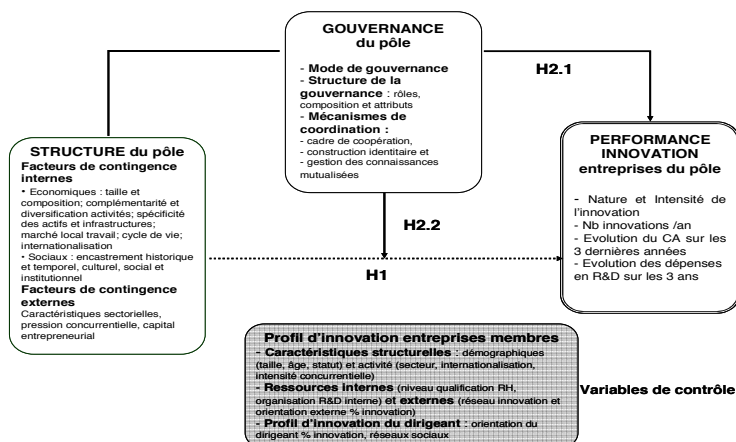 GOUVERNANCE
du pôle
- Mode de gouvernance
- Structure de la
gouvernance : rôles,
composition et attributs
- Mécanismes de
coordination :
- cadre de coopération,
- construction identitaire et
- gestion des connaissances
mutualisées
H2.1
STRUCTURE du pôle
Facteurs de contingence
internes
• Economiques : taille et
composition; complémentarité et
diversification activités; spécificité
des actifs et infrastructures;
marché local travail; cycle de vie;
internationalisation
• Sociaux : encastrement historique
et temporel, culturel, social et
institutionnel
Facteurs de contingence
externes
Caractéristiques sectorielles,
pression concurrentielle, capital
entrepreneurial
PERFORMANCE
INNOVATION
entreprises du pôle
- Nature et Intensité de
l'innovation
- Nb innovations /an
- Evolution du CA sur les
3 dernières années
- Evolution des dépenses
en R&D sur les 3 ans
H2.2
H1
Profil d'innovation entreprises membres
- Caractéristiques structurelles : démographiques
(taille, âge, statut) et activité (secteur, internationalisation,
intensité concurrentielle)
- Ressources internes (niveau qualification RH,
organisation R&D interne) et externes (réseau innovation et
orientation externe % innovation)
- Profil d'innovation du dirigeant : orientation du
dirigeant % innovation, réseaux sociaux
Variables de contrôle